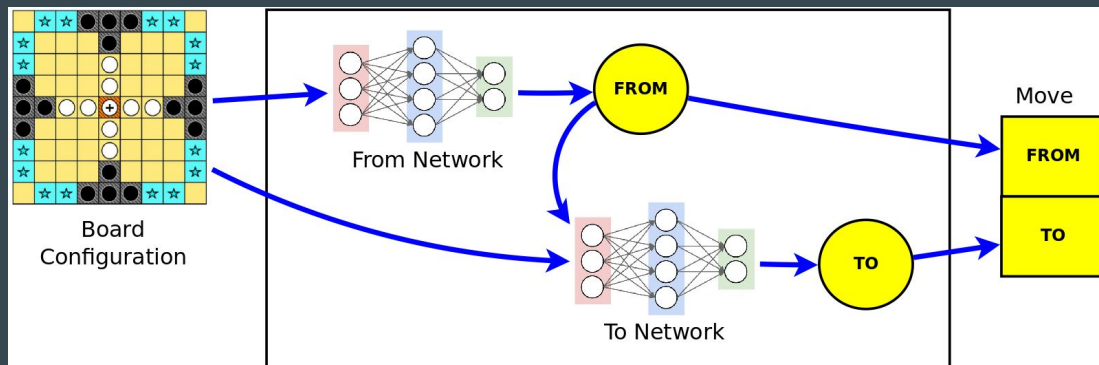 FROM
Move
FROM
From Network
TO
Board
Configuration
TO
To Network